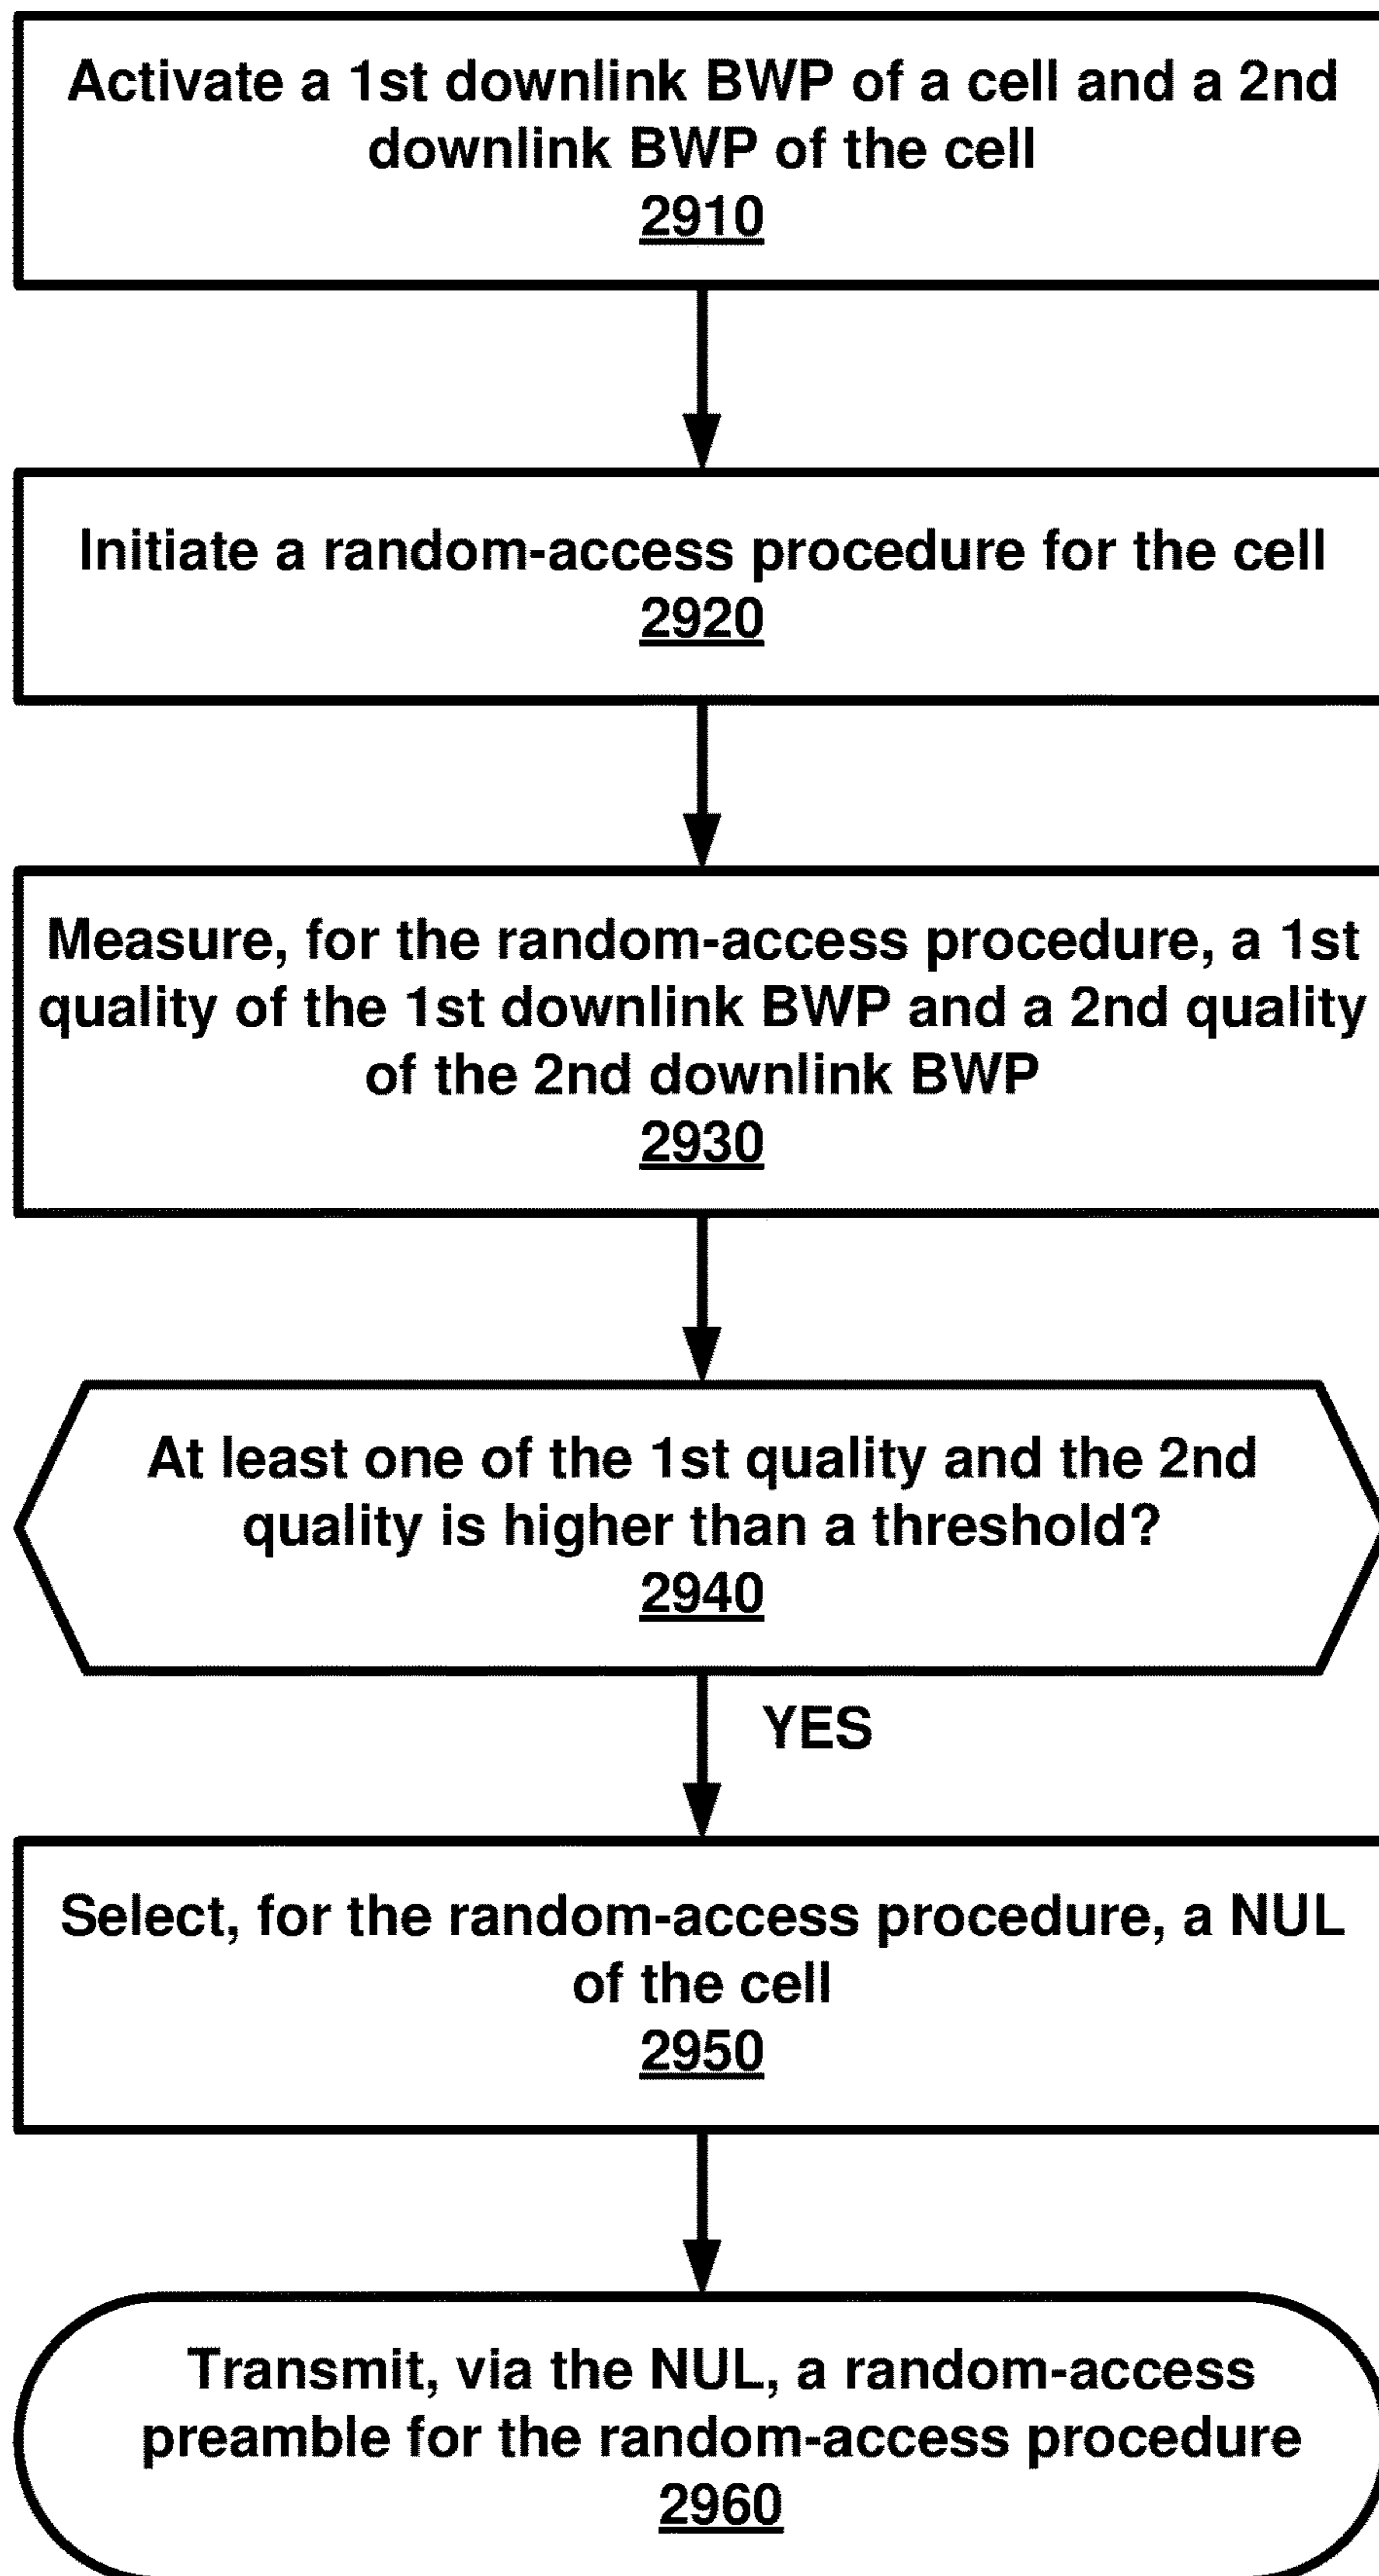 Activate a 1st downlink BWP of a cell and a 2nd
downlink BWP of the cell
2910
Initiate a random-access procedure for the cell
2920
Measure, for the random-access procedure, a 1st
quality of the 1st downlink BWP and a 2nd quality
of the 2nd downlink BWP
2930
At least one of the 1st quality and the 2nd
quality is higher than a threshold?
2940
YES
Select, for the random-access procedure, a NUL
of the cell
2950
Transmit, via the NUL, a random-access
preamble for the random-access procedure
2960